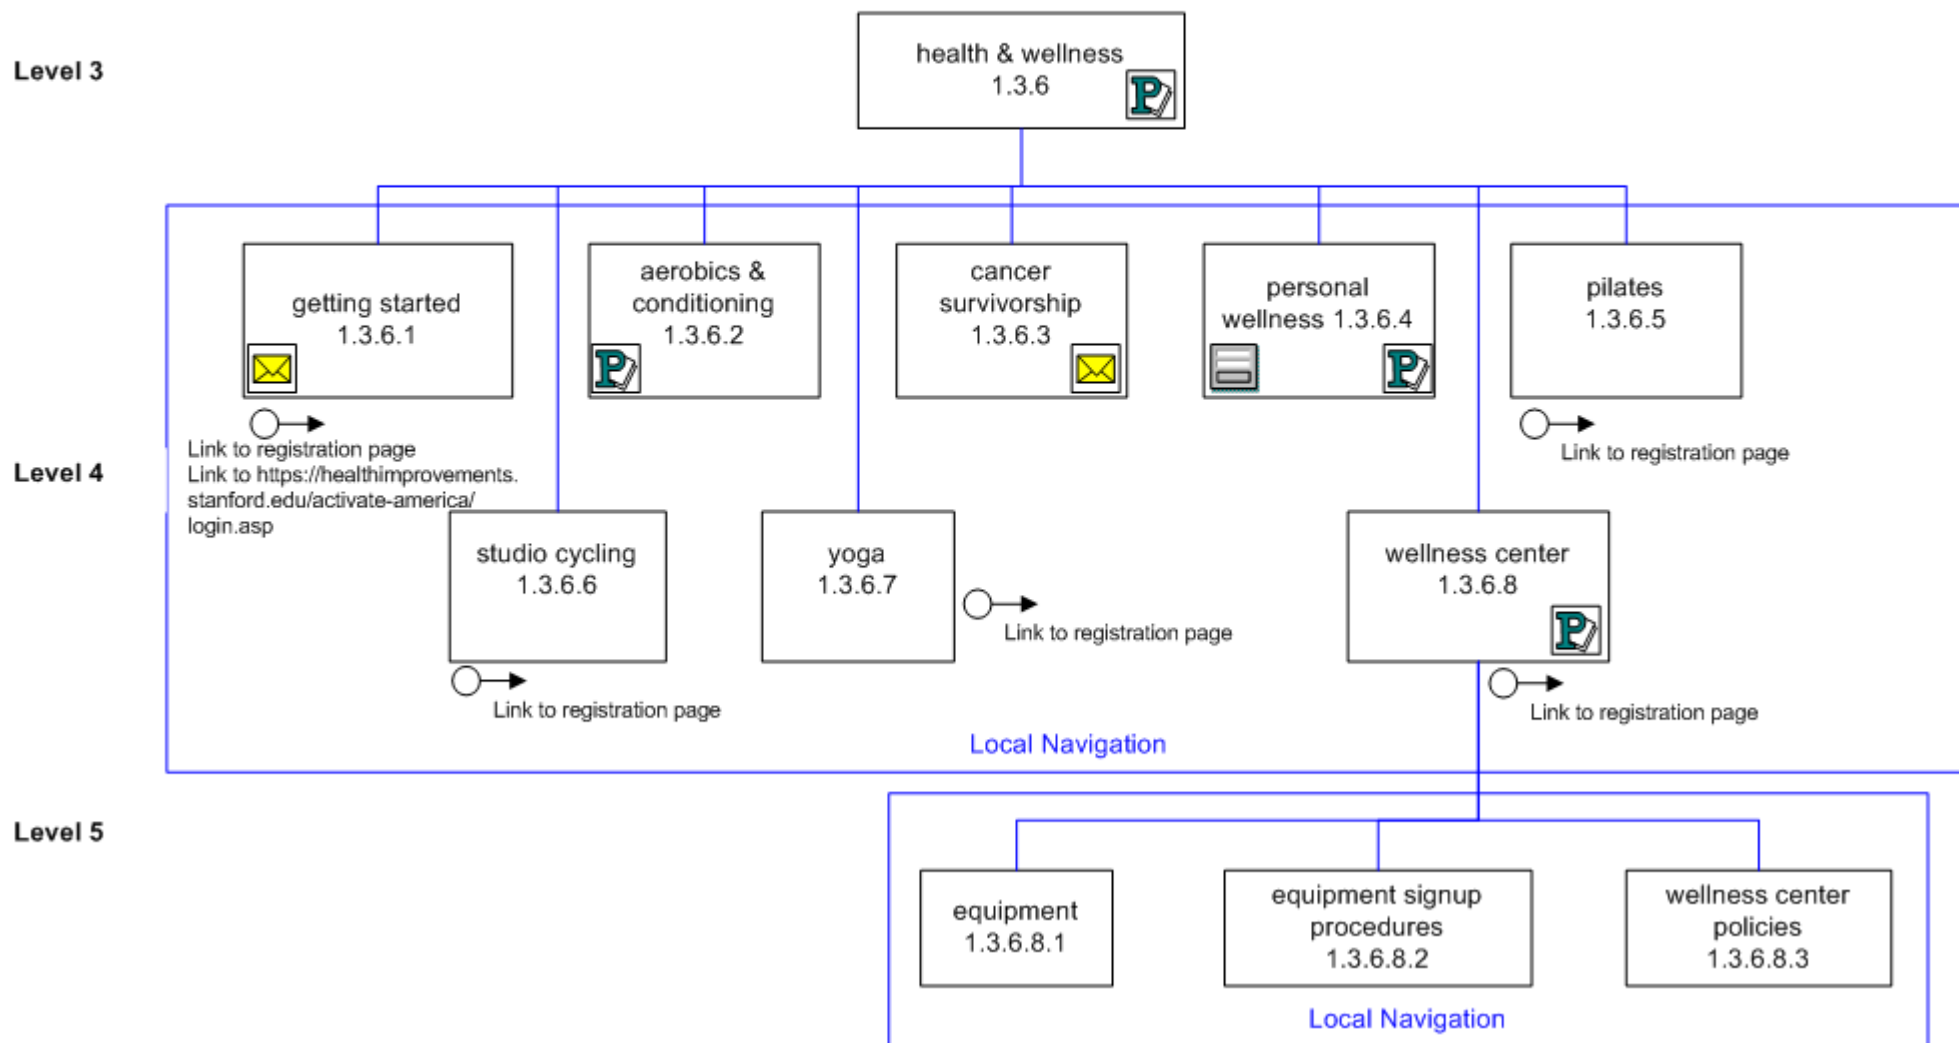 Level 3
health & wellness
1.3.6
P
Level 4
getting started
1.3.6.1
Link to registration page
Link to https://healthimprovements.
stanford.edu/activate-america/
login.asp
aerobics &
conditioning
1.3.6.2
P
cancer
survivorship
1.3.6.3
personal
wellness 1.3.6.4
P
pilates
1.3.6.5
Link to registration page
studio cycling
1.3.6.6
Link to registration page
yoga
1.3.6.7
Link to registration page
wellness center
1.3.6.8
P
Link to registration page
Local Navigation
Level 5
equipment
1.3.6.8.1
equipment signup
procedures
1.3.6.8.2
wellness center
policies
1.3.6.8.3
Local Navigation